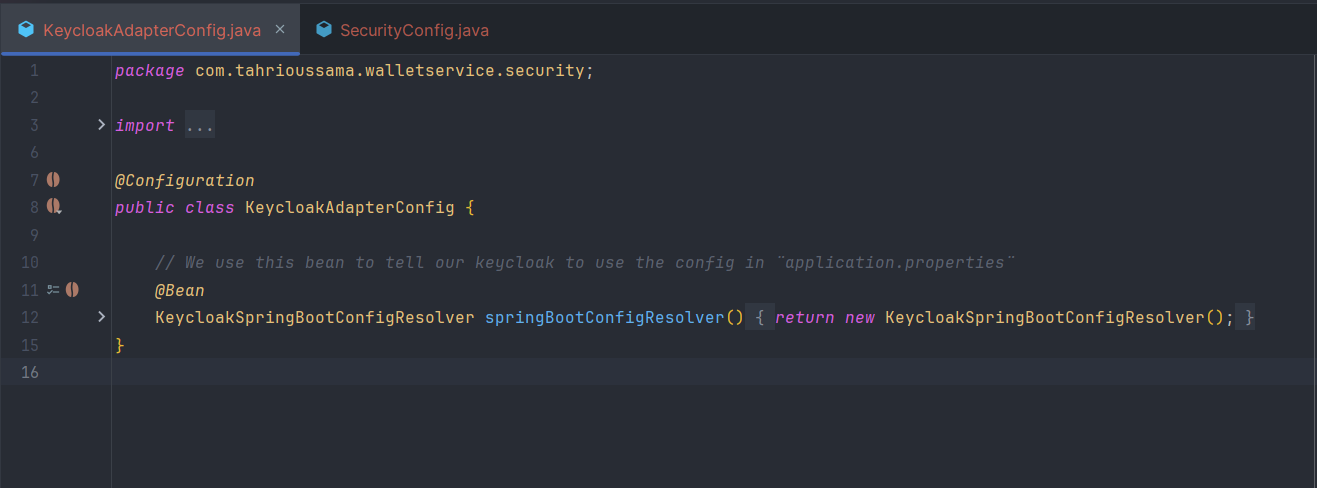 KeycloakAdapterConfig.java × SecurityConfig.java
1 package com.tahrioussama.walletservice.security;
2
3 import ...
6
7 @Configuration
8 public class KeycloakAdapterConfig {
9
10 // We use this bean to tell our keycloak to use the config in ¨application.properties¨
11 @Bean
12 KeycloakSpringBootConfigResolver springBootConfigResolver() { return new KeycloakSpringBootConfigResolver(); }
15 }
16